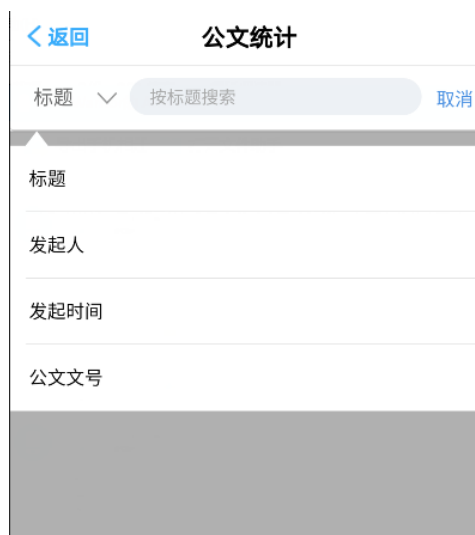 返回 公文统计
标题 按标题搜索 取消
标题
发起人
发起时间
公文文号